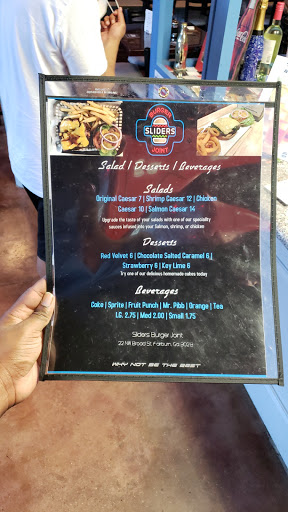 BURGER
SLIDERS
JOINT
Salad | Desserts | Beverages
Salads
Original Caesar 7 | Shrimp Caesar 12 | Chicken
Caesar 10 | Salmon Caesar 14
Upgrade the taste of your salads with one of our specialty
sauces infused into your Salmon, shrimp, or chicken
Desserts
Red Velvet 6 | Chocolate Salted Caramel 6 |
Strawberry 6 | Key Lime 6
Try one of our delicious homemade cakes today
Beverages
Coke | Sprite | Fruit Punch | Mr. Pibb | Orange | Tea
LG. 2.75 | Med 2.00 | Small 1.75
Sliders Burger Joint
Broad St. Fairburn, Ga
WHY NOT BE THE BEST